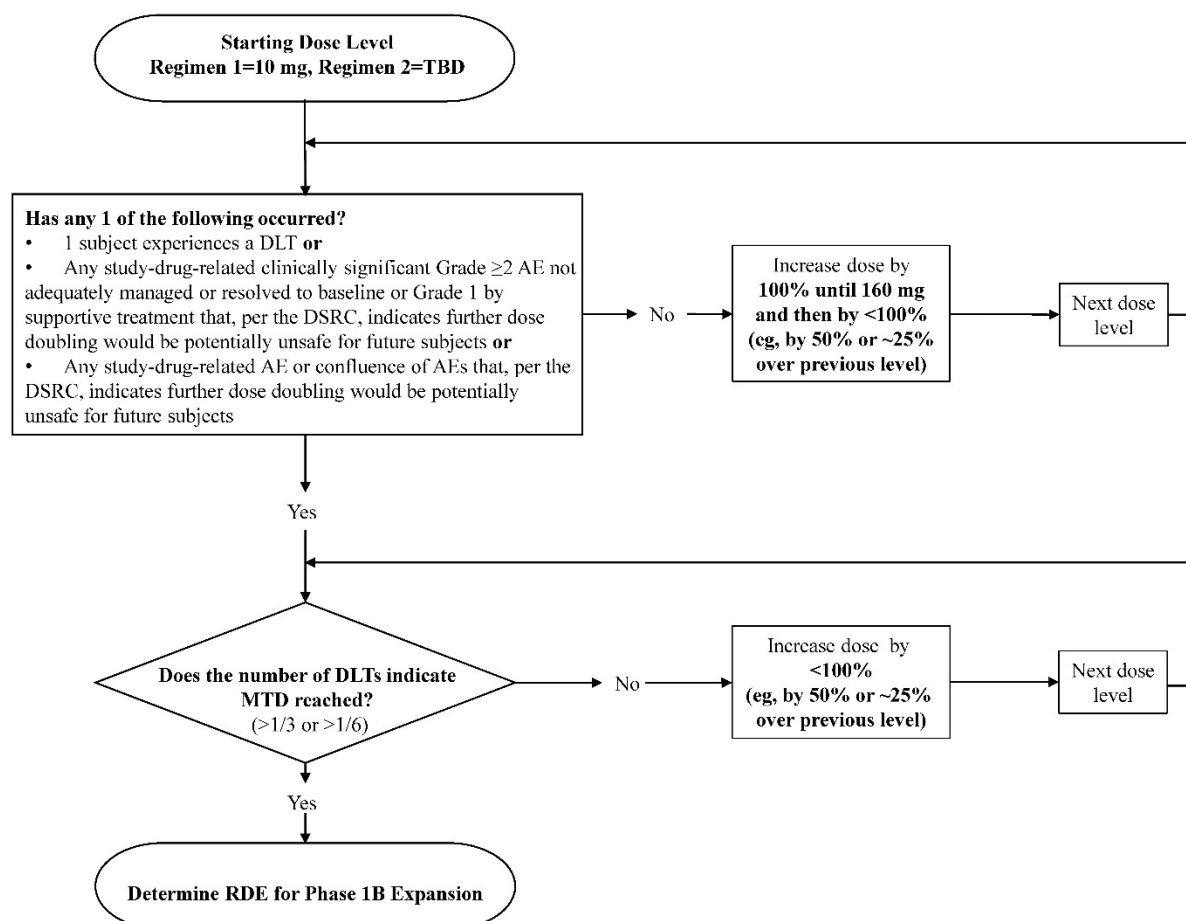 Starting Dose Level
Regimen 1=10 mg, Regimen 2=TBD
Has any 1 of the following occurred?
• 1 subject experiences a DLT or
• Any study-drug-related clinically significant Grade ≥2 AE not
adequately managed or resolved to baseline or Grade 1 by
supportive treatment that, per the DSRC, indicates further dose
doubling would be potentially unsafe for future subjects or
• Any study-drug-related AE or confluence of AEs that, per the
DSRC, indicates further dose doubling would be potentially
unsafe for future subjects
No
Increase dose by
100% until 160 mg
and then by <100%
(eg, by 50% or ~25%
over previous level)
Next dose
level
Yes
Does the number of DLTs indicate
MTD reached?
(>1/3 or >1/6)
No
Increase dose by
<100%
(eg, by 50% or ~25%
over previous level)
Next dose
level
Yes
Determine RDE for Phase 1B Expansion